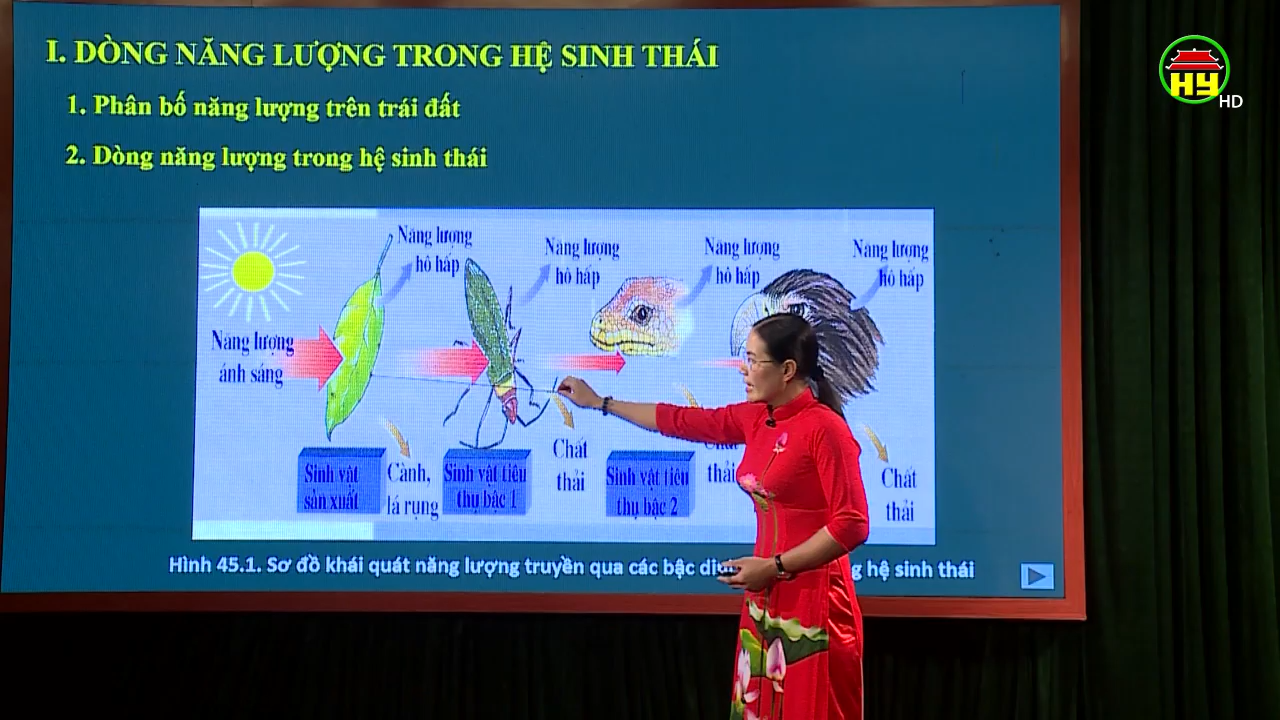 I. DÒNG NĂNG LƯỢNG TRONG HỆ SINH THÁI
HY
HD
1. Phân bố năng lượng trên trái đất
2. Dòng năng lượng trong hệ sinh thái
Năng lượng
hô hấp
Năng lượng
hô hấp
Năng lượng
hô hấp
Năng lượng
hô hấp
Năng lượng
ánh sáng
Sinh vật
sản xuất
Cành,
lá rụng
Sinh vật tiêu
thụ bậc 1
Chất
thải
Sinh vật tiêu
thụ bậc 2
Chất
thải
Chất
thải
Hình 45.1. Sơ đồ khái quát năng lượng truyền qua các bậc hệ sinh thái